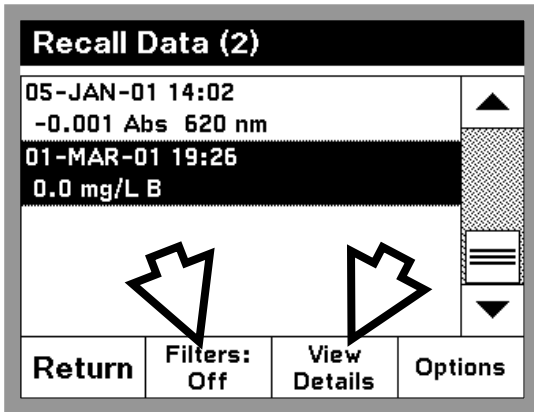 Recall Data (2)
05-JAN-01 14:02
-0.001 Abs 620 nm
01-MAR-01 19:26
0.0 mg/L B
Return
Filters:
Off
View
Details
Options